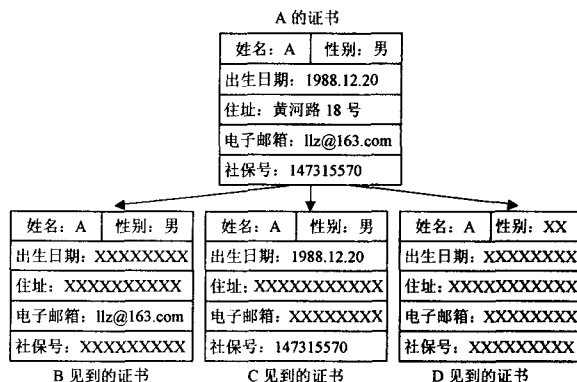 A 的证书
姓名：A 性别：男
出生日期：1988.12.20
住址：黄河路 18 号
电子邮箱：llz@163.com
社保号：147315570
姓名：A 性别：男
出生日期：XXXXXXXX
住址：XXXXXXXXXXX
电子邮箱：llz@163.com
社保号：XXXXXXXXX
B 见到的证书
姓名：A 性别：男
出生日期：1988.12.20
住址：XXXXXXXXXXX
电子邮箱：XXXXXXXX
社保号：147315570
C 见到的证书
姓名：A 性别：XX
出生日期：XXXXXXXX
住址：XXXXXXXXXXX
电子邮箱：XXXXXXXX
社保号：XXXXXXXXX
D 见到的证书